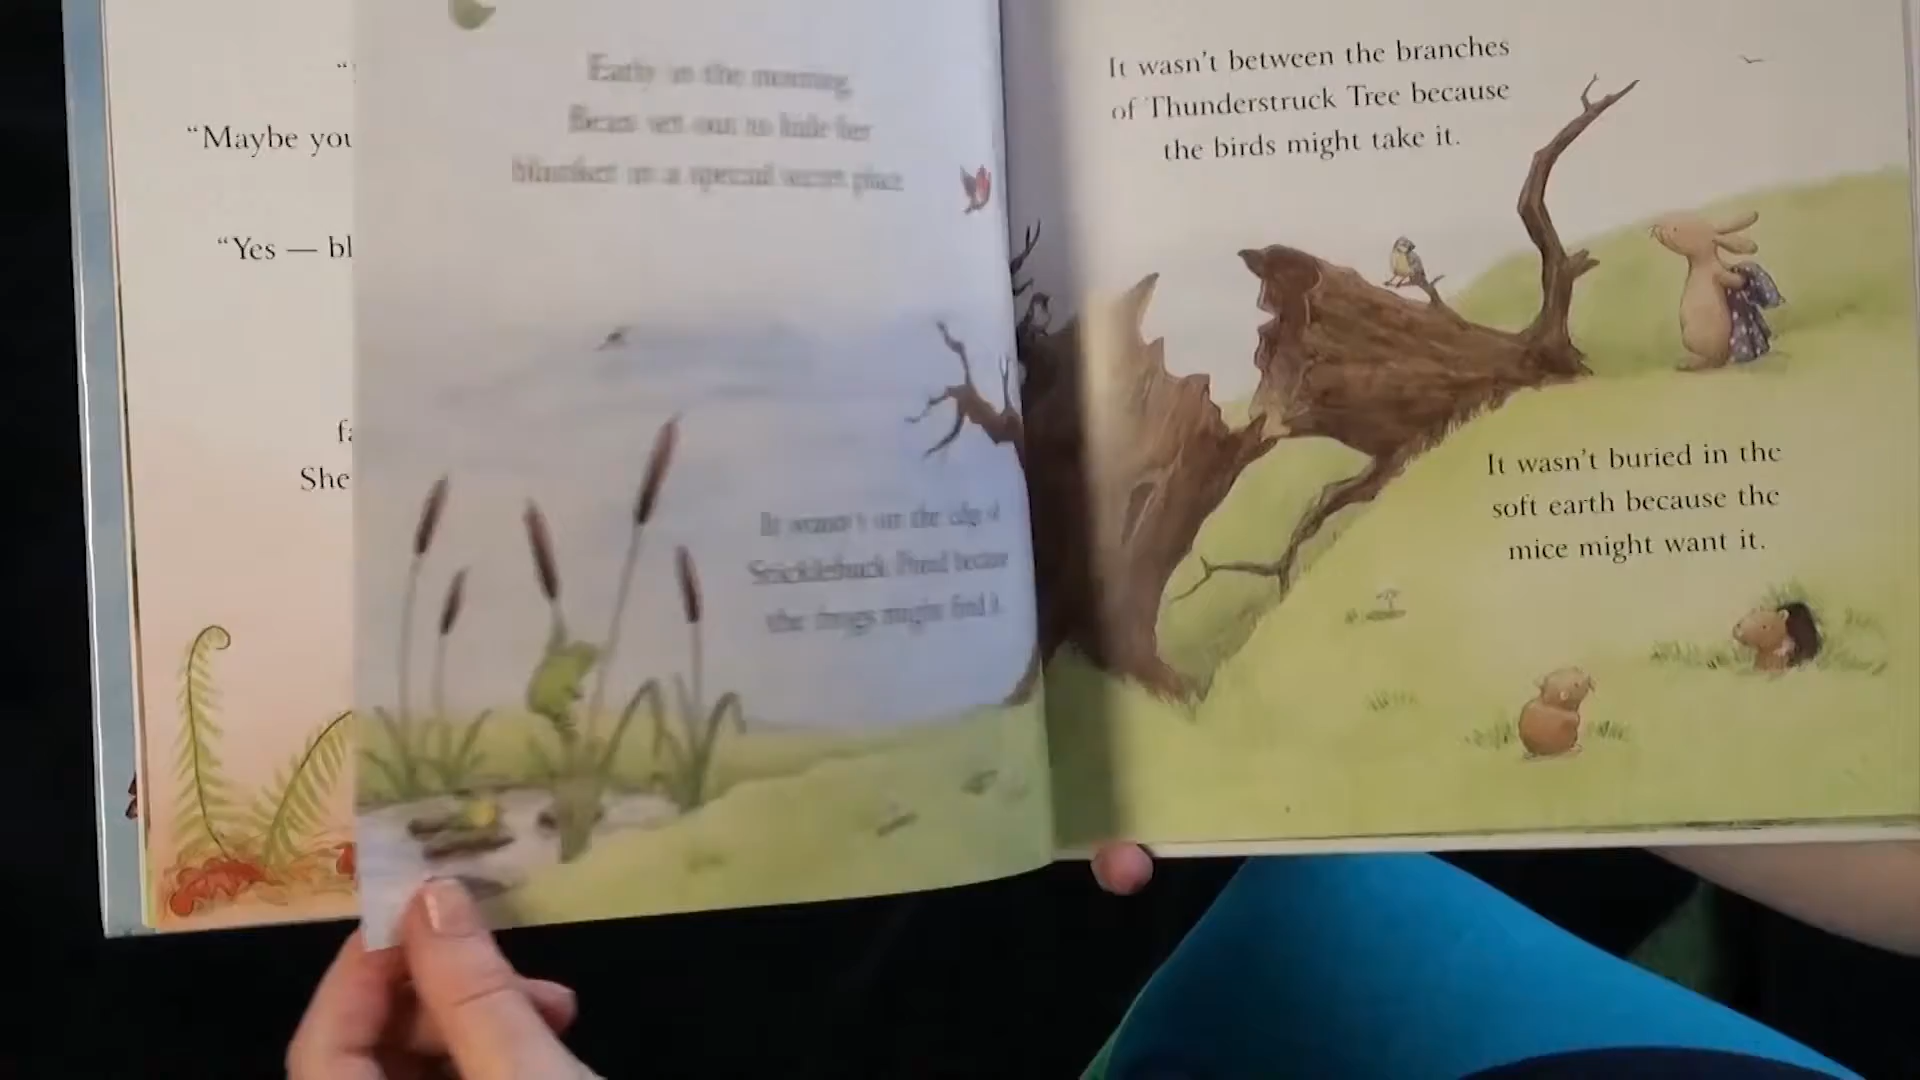 "
"Maybe you
"Yes — bl
fa
She
Early in the morning,
set out to hide her
blanket in a special secret place
It wasn't on the edge of
Sticklebuck Pond because
the frogs might find it.
It wasn't between the branches
of Thunderstruck Tree because
the birds might take it.
It wasn't buried in the
soft earth because the
mice might want it.